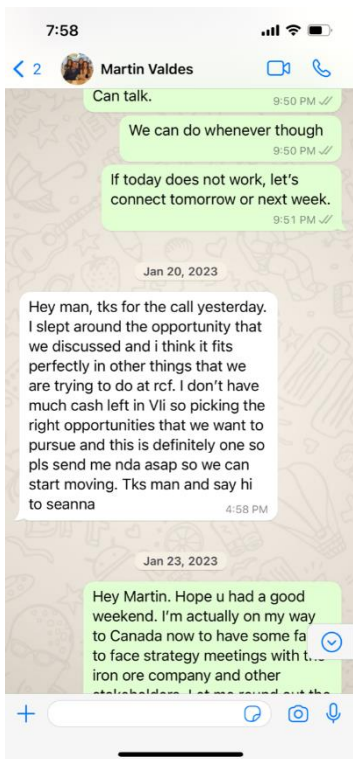 7:58
2
Martin Valdes
Can talk.
9:50 PM
We can do whenever though
9:50 PM
If today does not work, let's
connect tomorrow or next week.
9:51 PM
Jan 20, 2023
Hey man, tks for the call yesterday.
I slept around the opportunity that
we discussed and i think it fits
perfectly in other things that we
are trying to do at rcf. I don't have
much cash left in Vli so picking the
right opportunities that we want to
pursue and this is definitely one so
pls send me nda asap so we can
start moving. Tks man and say hi
to seanna
4:58 PM
Jan 23, 2023
Hey Martin. Hope u had a good
weekend. I'm actually on my way
to Canada now to have some fa
to face strategy meetings with
iron ore company and other